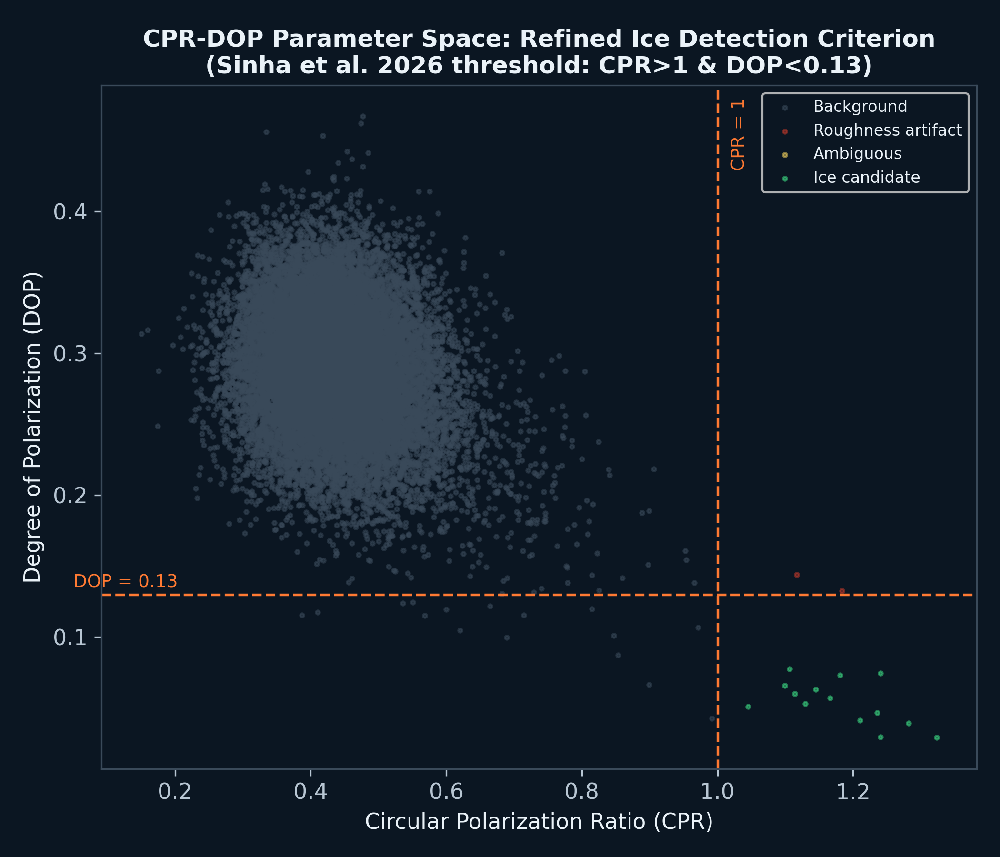 CPR-DOP Parameter Space: Refined Ice Detection Criterion
(Sinha et al. 2026 threshold: CPR>1 & DOP<0.13)
CPR = 1
Background
Roughness artifact
Ambiguous
Ice candidate
Degree of Polarization (DOP)
0.4
0.3
0.2
0.1
DOP = 0.13
0.2
0.4
0.6
0.8
1.0
1.2
Circular Polarization Ratio (CPR)